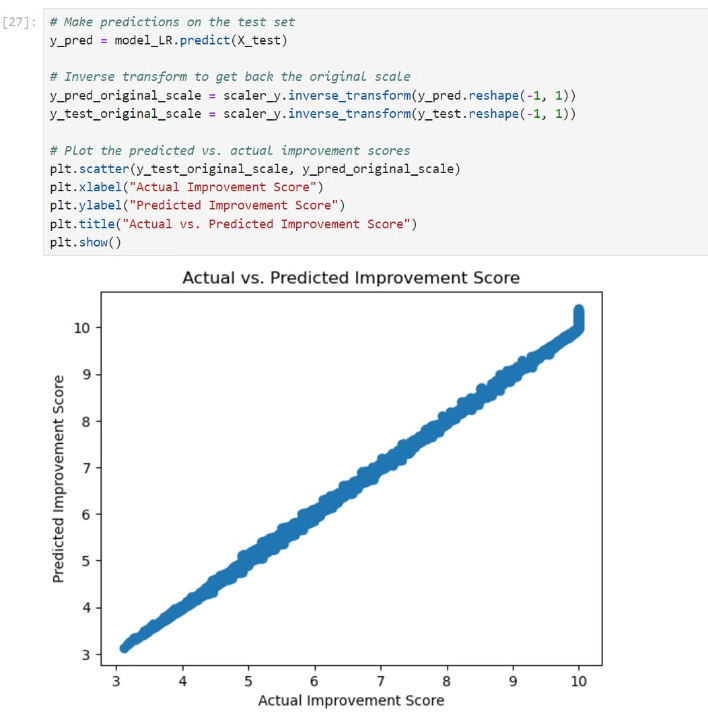 [27]:
# Make predictions on the test set
y_pred = model_LR.predict(X_test)
# Inverse transform to get back the original scale
y_pred_original_scale = scaler_y.inverse_transform(y_pred.reshape(-1, 1))
y_test_original_scale = scaler_y.inverse_transform(y_test.reshape(-1, 1))
# Plot the predicted vs. actual improvement scores
plt.scatter(y_test_original_scale, y_pred_original_scale)
plt.xlabel("Actual Improvement Score")
plt.ylabel("Predicted Improvement Score")
plt.title("Actual vs. Predicted Improvement Score")
plt.show()
Actual vs. Predicted Improvement Score
Predicted Improvement Score
10
9
8
7
6
5
4
3
3 4 5 6 7 8 9 10
Actual Improvement Score